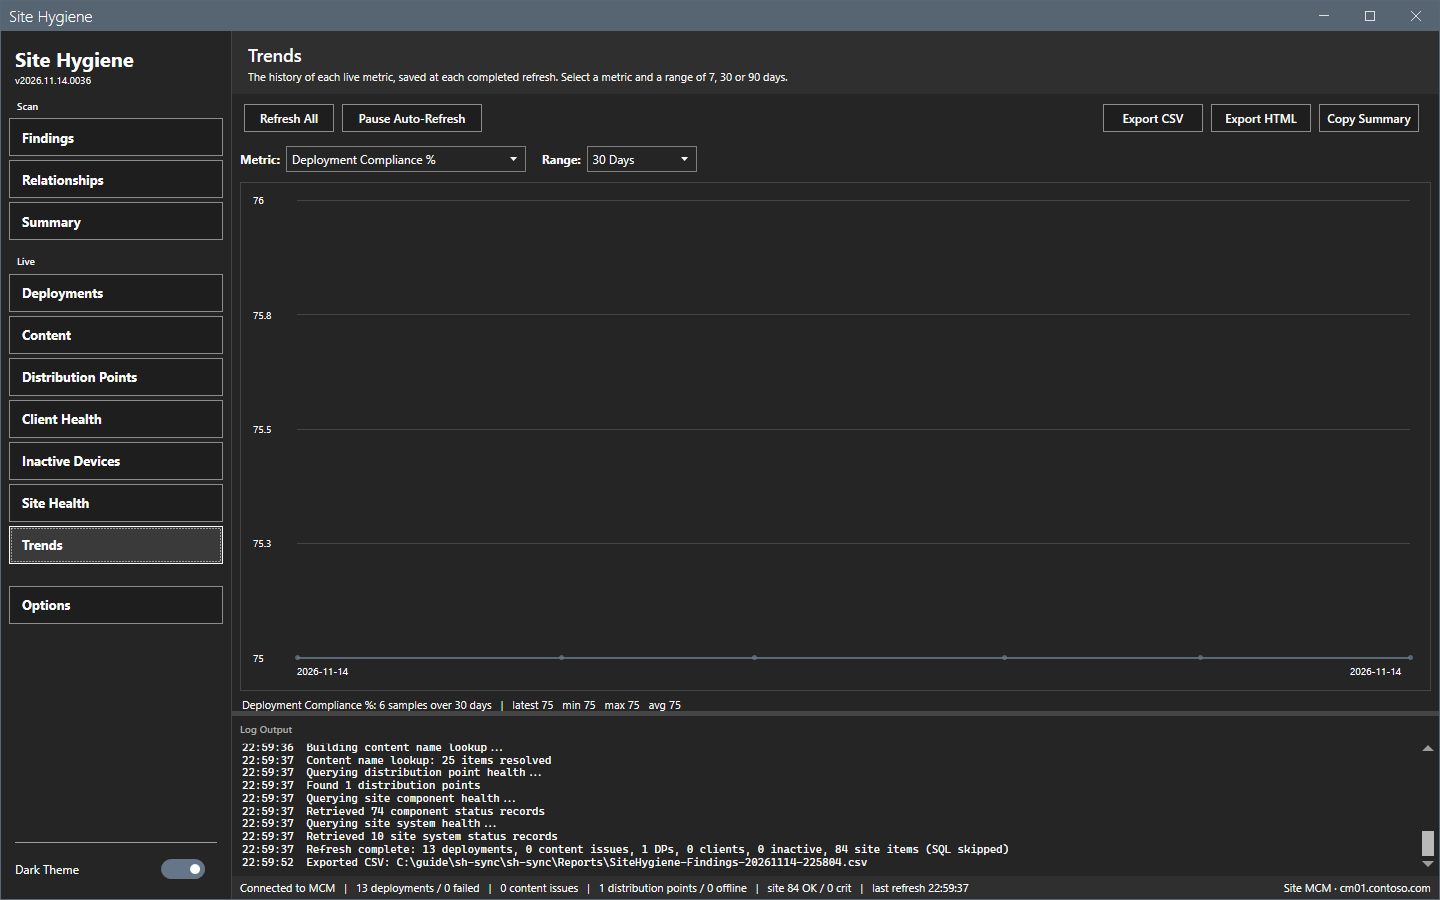 Site Hygiene
Site Hygiene
v2026.11.14.0036
Scan
Findings
Relationships
Summary
Live
Deployments
Content
Distribution Points
Client Health
Inactive Devices
Site Health
Trends
Options
Dark Theme
Trends
The history of each live metric, saved at each completed refresh. Select a metric and a range of 7, 30 or 90 days.
Refresh All
Pause Auto-Refresh
Export CSV
Export HTML
Copy Summary
Metric: Deployment Compliance %
Range: 30 Days
76
75.8
75.5
75.3
75
2026-11-14
2026-11-14
Deployment Compliance %: 6 samples over 30 days | latest 75 min 75 max 75 avg 75
Log Output
22:59:36 Building content name lookup...
22:59:37 Content name lookup: 25 items resolved
22:59:37 Querying distribution point health...
22:59:37 Found 1 distribution points
22:59:37 Querying site component health...
22:59:37 Retrieved 74 component status records
22:59:37 Querying site system health...
22:59:37 Retrieved 10 site system status records
22:59:37 Refresh complete: 13 deployments, 0 content issues, 1 DPs, 0 clients, 0 inactive, 84 site items (SQL skipped)
22:59:52 Exported CSV: C:\guide\sh-sync\sh-sync\Reports\SiteHygiene-Findings-20261114-225804.csv
Connected to MCM | 13 deployments / 0 failed | 0 content issues | 1 distribution points / 0 offline | site 84 OK / 0 crit | last refresh 22:59:37
Site MCM · cm01.contoso.com